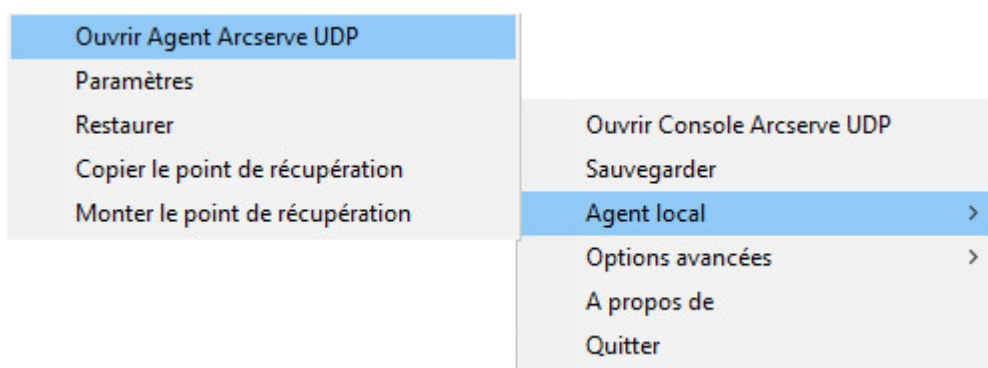 Ouvrir Agent Arcserve UDP
Paramètres
Restaurer
Copier le point de récupération
Monter le point de récupération
Ouvrir Console Arcserve UDP
Sauvegarder
Agent local
Options avancées
A propos de
Quitter